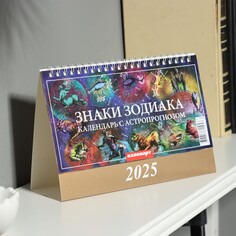 ЗНАКИ ЗОДИАКА
КАЛЕНДАРЬ С АСТРОПРОГНОЗОМ
2025